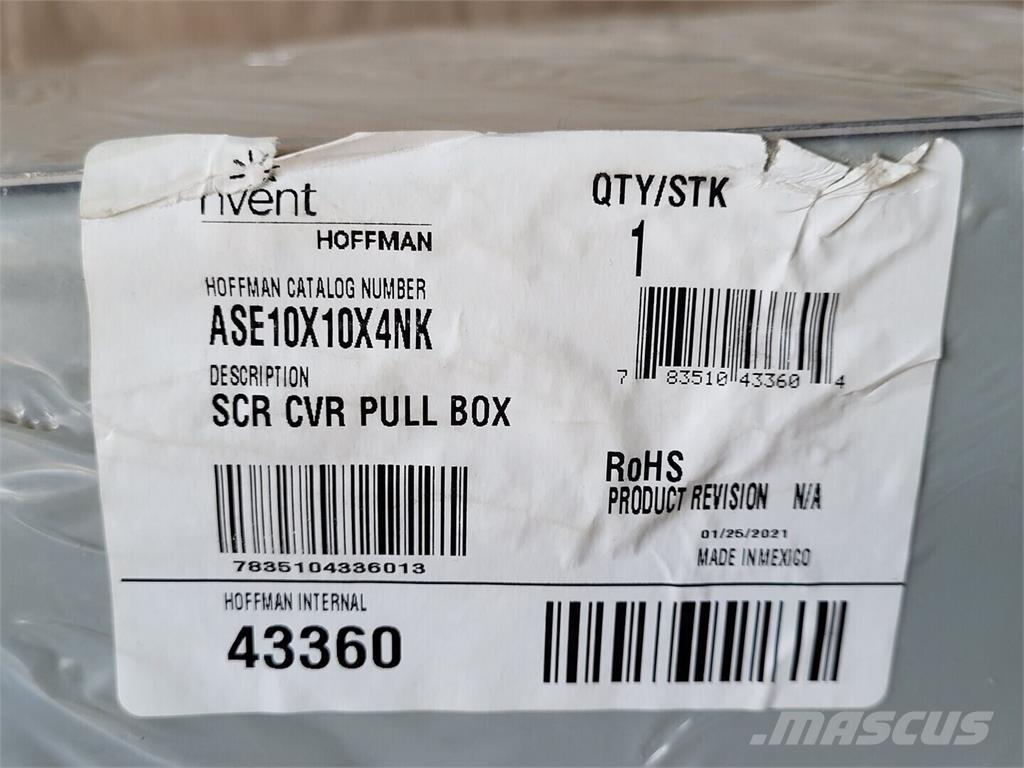 nvent
HOFFMAN
QTY/STK
1
HOFFMAN CATALOG NUMBER
ASE10X10X4NK
DESCRIPTION
SCR CVR PULL BOX
7 83510 43360 4
RoHS
PRODUCT REVISION N/A
01/25/2021
MADE IN MEXICO
7835104336013
HOFFMAN INTERNAL
43360
MASCUS